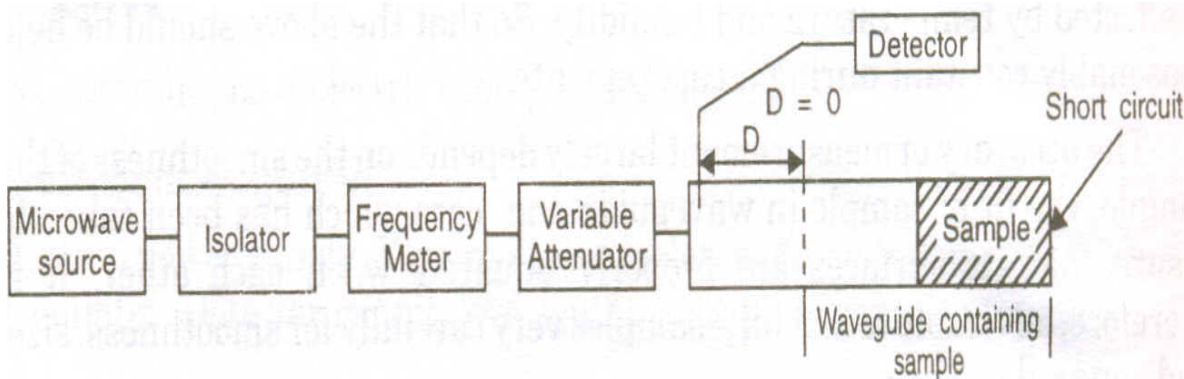 Detector
D = 0
Short circuit
D
Microwave
source
Isolator
Frequency
Meter
Variable
Attenuator
Sample
Waveguide containing
sample